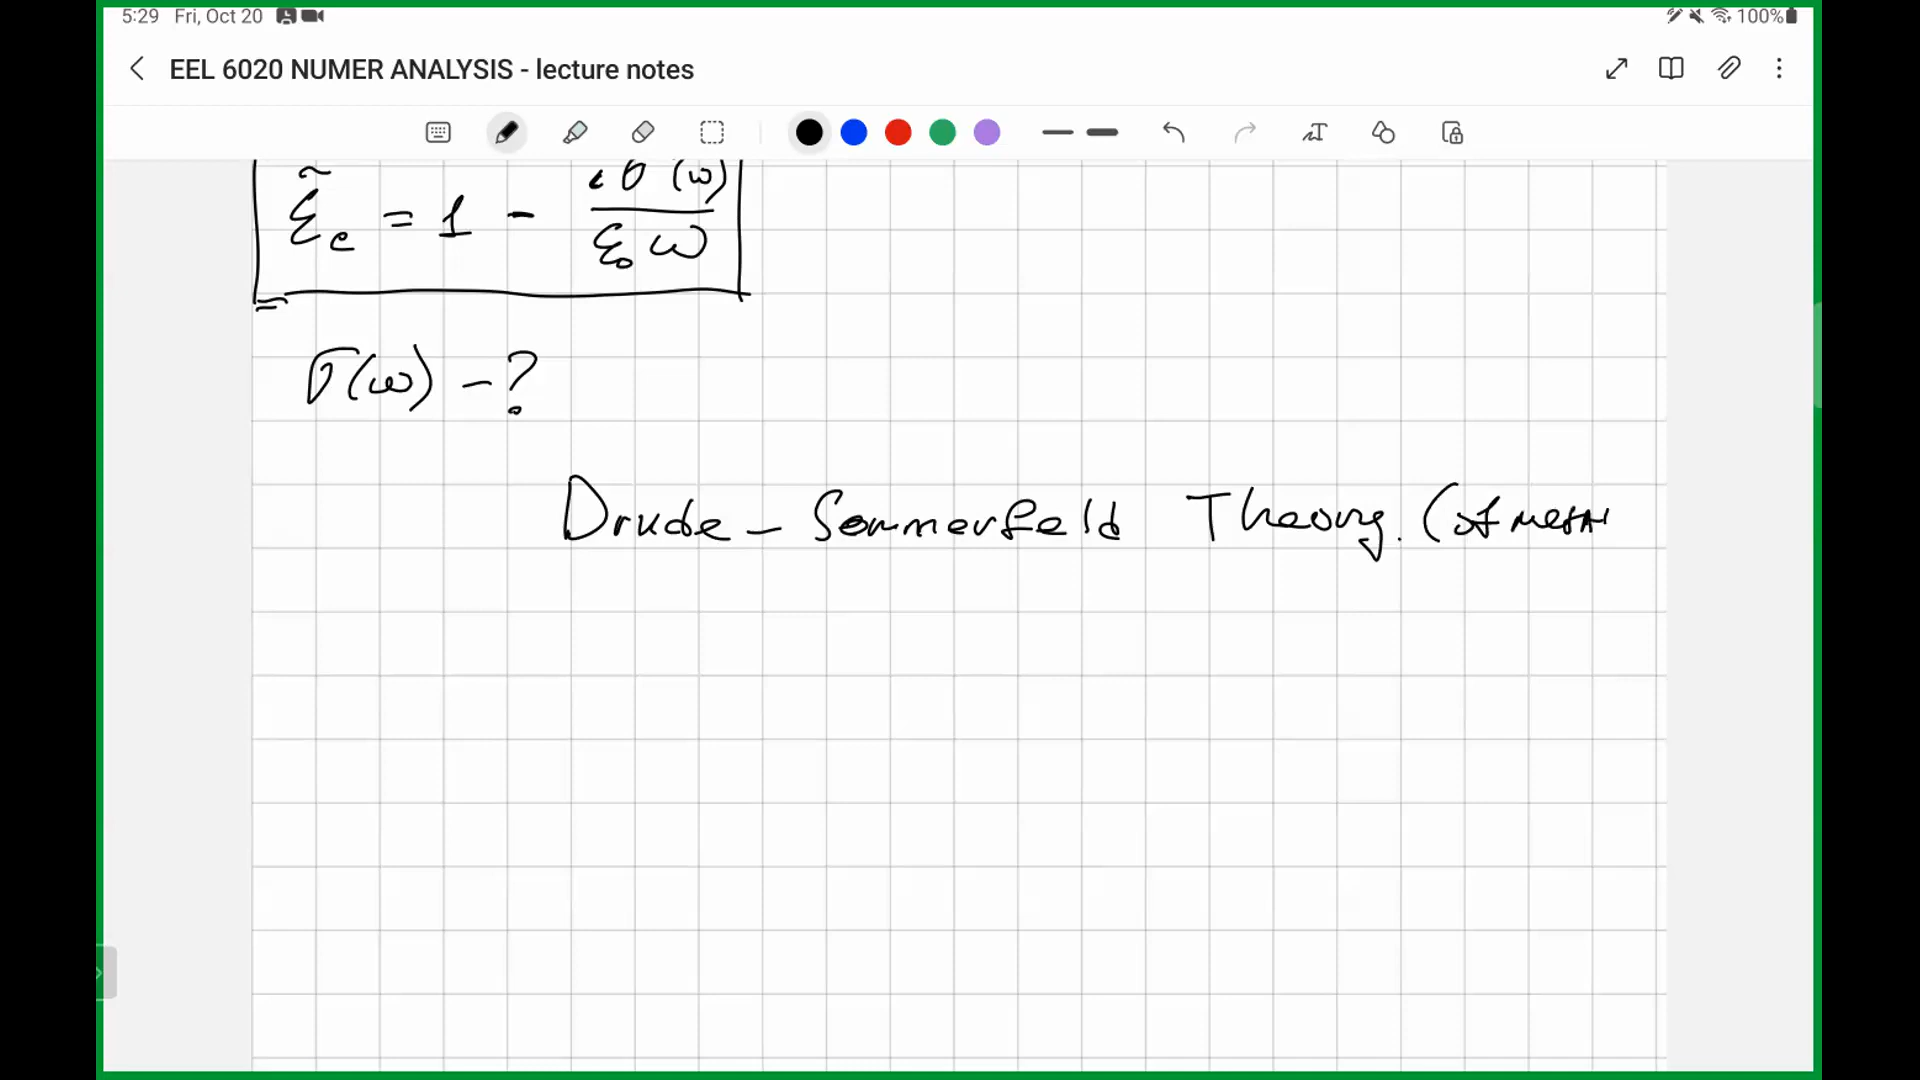 5:29 Fri, Oct 20 100%
EEL 6020 NUMER ANALYSIS - lecture notes
ε̃e = 1 - iσ(ω) / ε₀ω
σ(ω) - ?
Drude - Sommerfeld Theory. (of metal